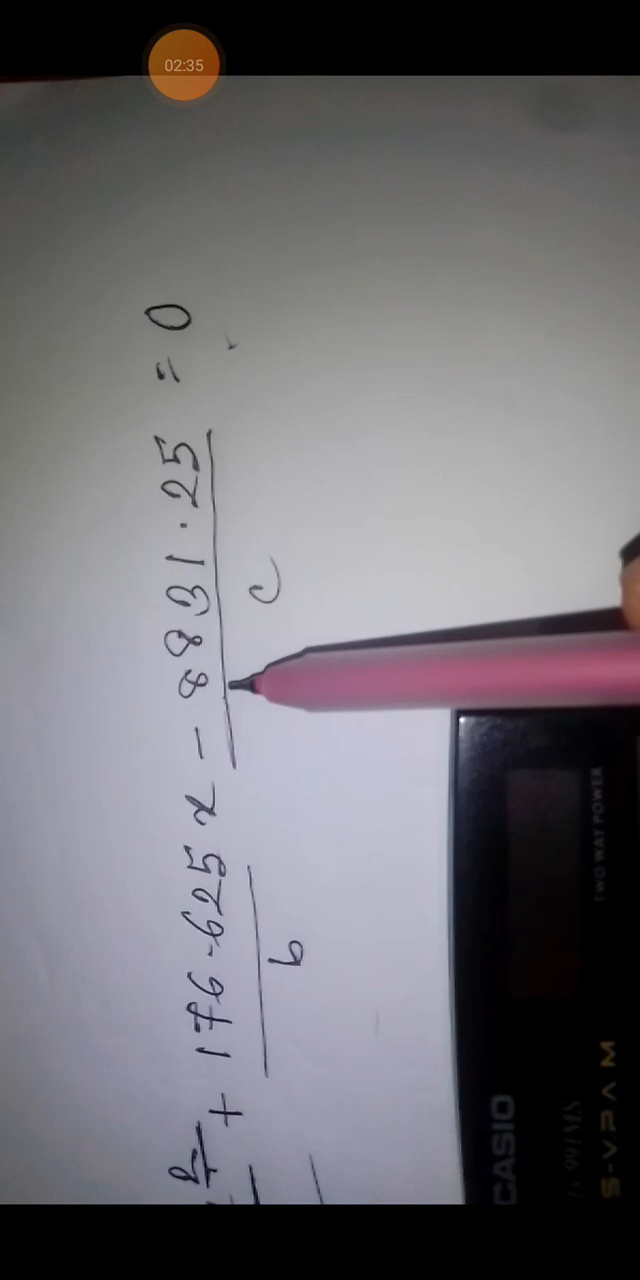 02:35
+ 176.625 x - 8831.25 = 0
b
c
CASIO
S-V.P.A.M.
TWO WAY POWER